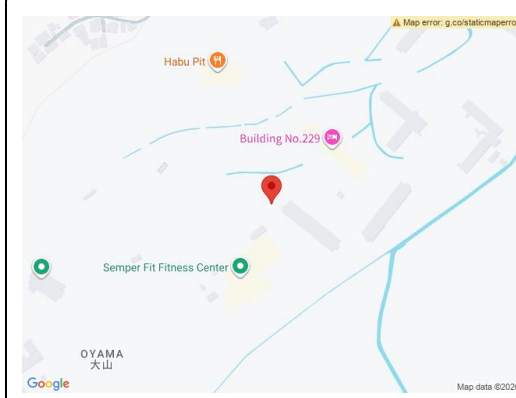 Map error: g.co/staticmaperro
Habu Pit
Building No.229
Semper Fit Fitness Center
OYAMA
大山
Google
Map data ©2026